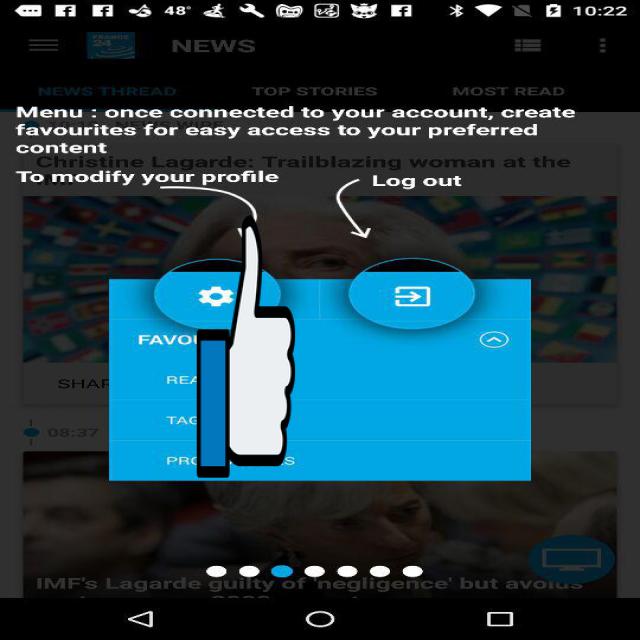 48°
10:22
FRANCE 24
NEWS
NEWS THREAD
TOP STORIES
MOST READ
Menu : once connected to your account, create
favourites for easy access to your preferred
content
Christine Lagarde: Trailblazing woman at the
To modify your profile
Log out
FAVOU
SHAR
REA
TAG
08:37
PRO S
IMF's Lagarde guilty of 'negligence' but avoids